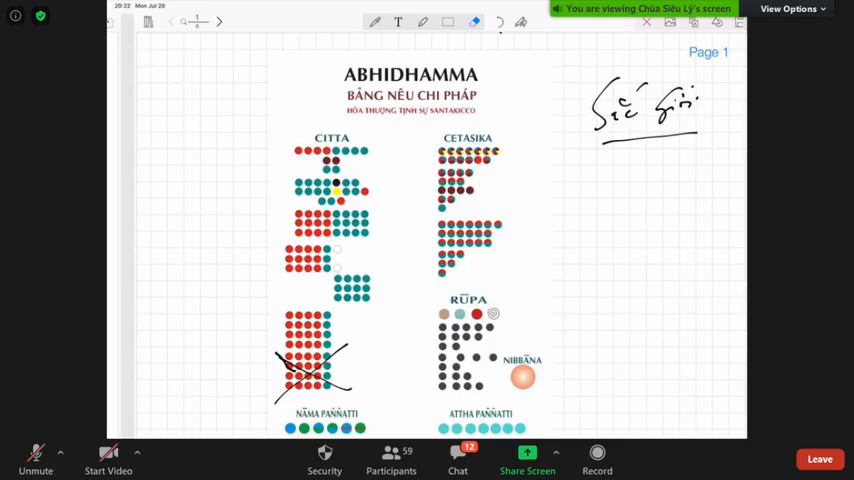 20:22 Mon Jul 20
1
8
T
You are viewing Chùa Siêu Lý's screen
View Options
Page 1
Sắc giới
ABHIDHAMMA
BẢNG NÊU CHI PHÁP
HÒA THƯỢNG TỊNH SỰ SANTAKICCO
CITTA
CETASIKA
RŪPA
NIBBĀNA
NĀMA PAÑÑATTI
ATTHA PAÑÑATTI
Unmute
Start Video
Security
59
Participants
12
Chat
Share Screen
Record
Leave